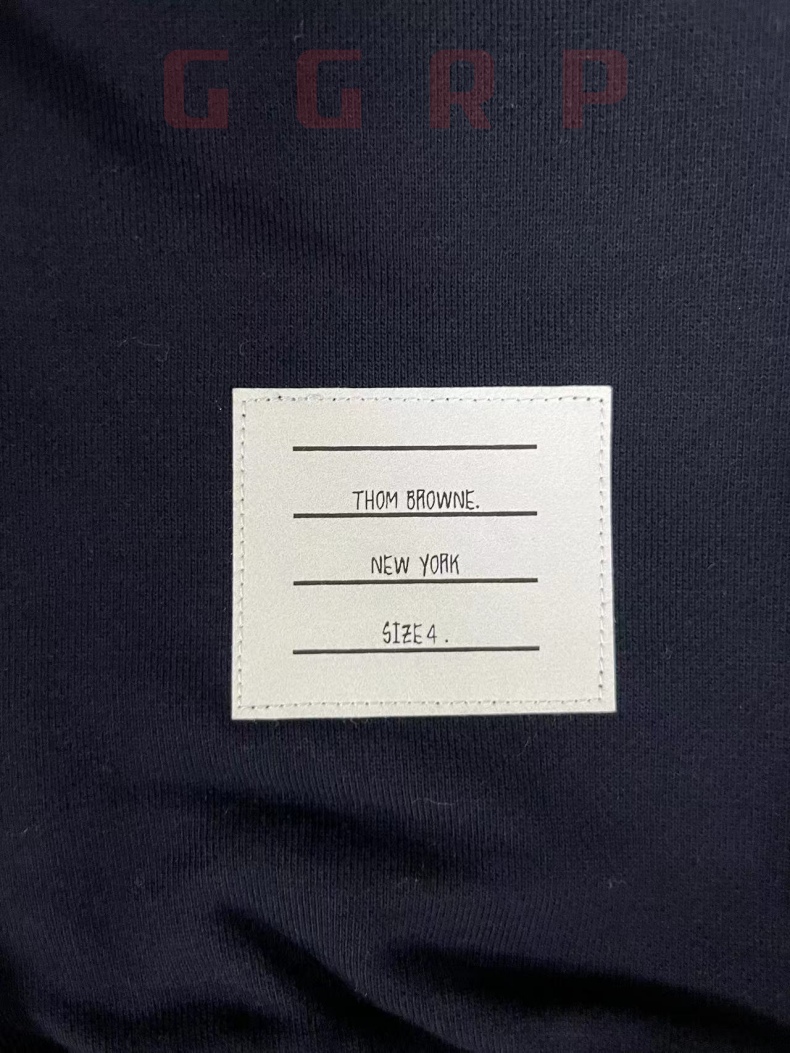 GGRP
THOM BROWNE.
NEW YORK
SIZE 4.